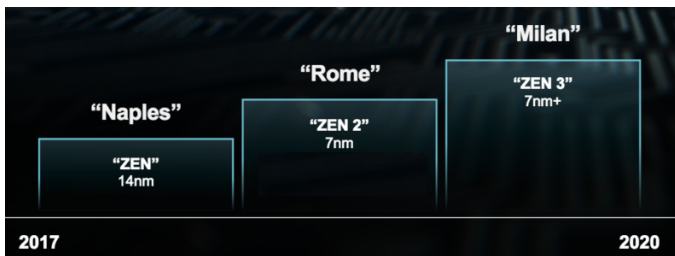 “Naples”
“ZEN”
14nm
“Rome”
“ZEN 2”
7nm
“Milan”
“ZEN 3”
7nm+
2017
2020